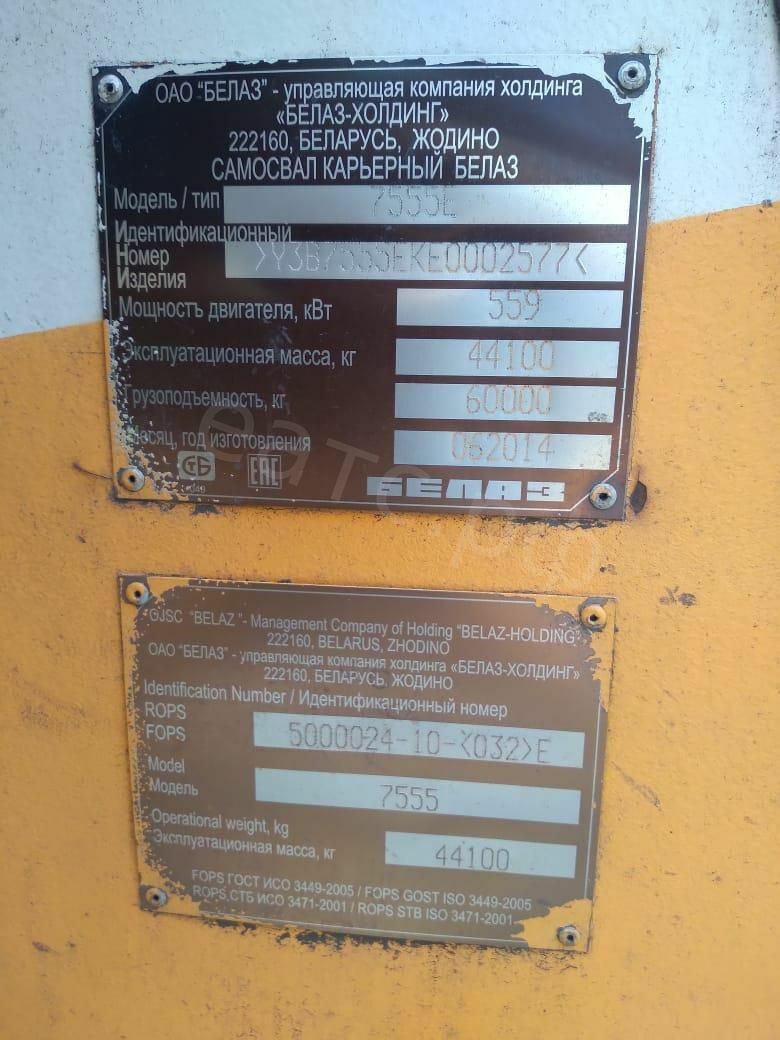 ОАО "БЕЛАЗ" - управляющая компания холдинга
«БЕЛАЗ-ХОЛДИНГ»
222160, БЕЛАРУСЬ, ЖОДИНО
САМОСВАЛ КАРЬЕРНЫЙ БЕЛАЗ
Модель / тип 7555E
Идентификационный
Номер >Y3B7555EKE0002577<
Изделия
Мощность двигателя, кВт 559
Эксплуатационная масса, кг 44100
Грузоподъемность, кг 60000
Месяц, год изготовления 062014
СБ ЕАС БЕЛАЗ
еатс.рф
OJSC "BELAZ "- Management Company of Holding "BELAZ-HOLDING"
222160, BELARUS, ZHODINO
ОАО "БЕЛАЗ" - управляющая компания холдинга «БЕЛАЗ-ХОЛДИНГ»
222160, БЕЛАРУСЬ, ЖОДИНО
Identification Number / Идентификационный номер
ROPS
FOPS 5000024-10-<032>E
Model
Модель 7555
Operational weight, kg
Эксплуатационная масса, кг 44100
FOPS ГОСТ ИСО 3449-2005 / FOPS GOST ISO 3449-2005
ROPS СТБ ИСО 3471-2001 / ROPS STB ISO 3471-2001